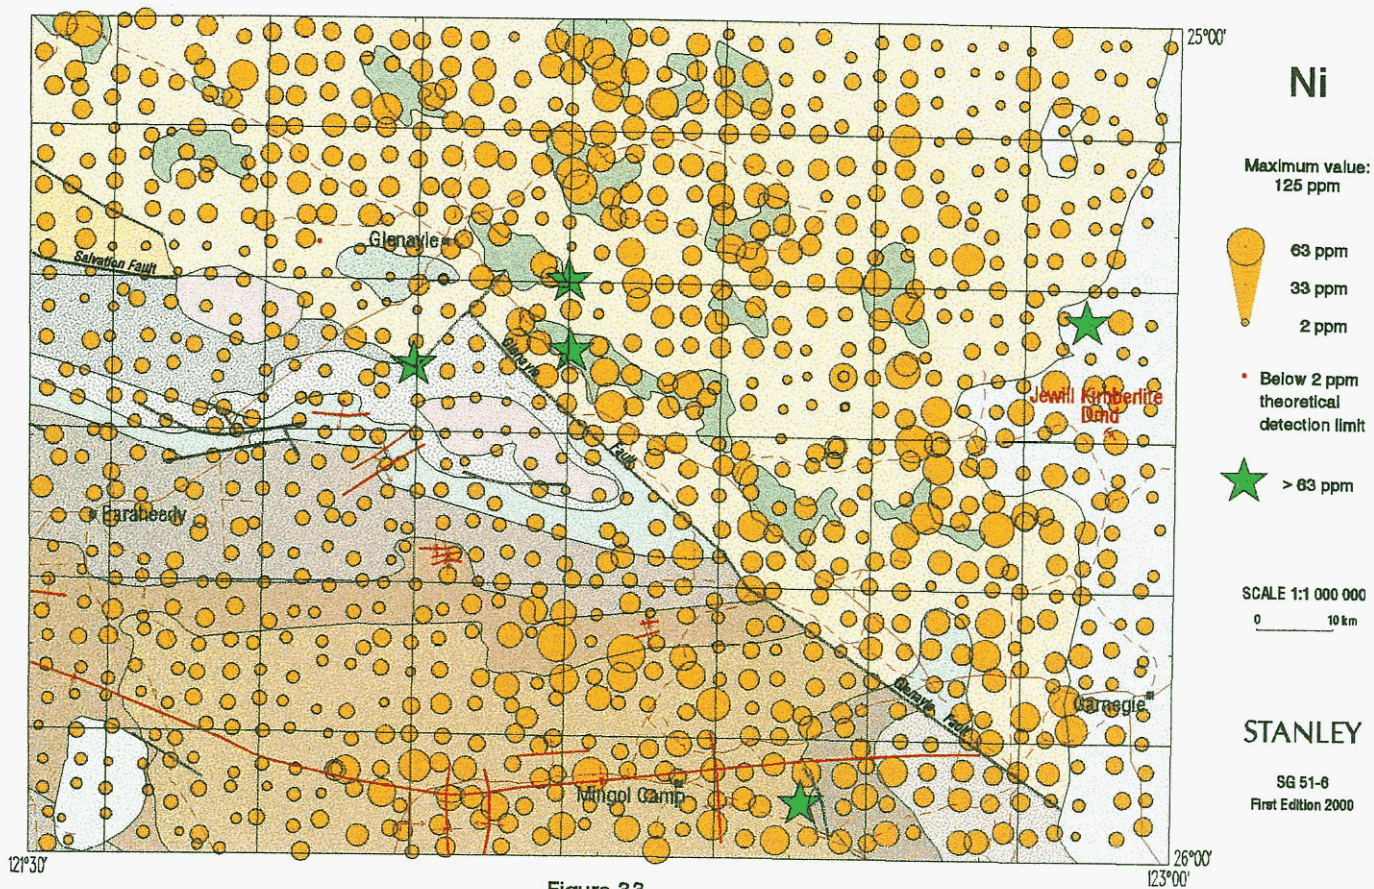 25°00'
Ni
Maximum value:
125 ppm
63 ppm
33 ppm
2 ppm
Below 2 ppm
theoretical
detection limit
> 63 ppm
SCALE 1:1 000 000
0 10 km
STANLEY
SG 51-6
First Edition 2000
Glenayle
Salvation Fault
Glenayle
Fault
Jewill Kimberlite
Dmd
Earaheedy
Glenayle Fault
Carnegie
Mingol Camp
121°30'
26°00'
123°00'
Figure 33